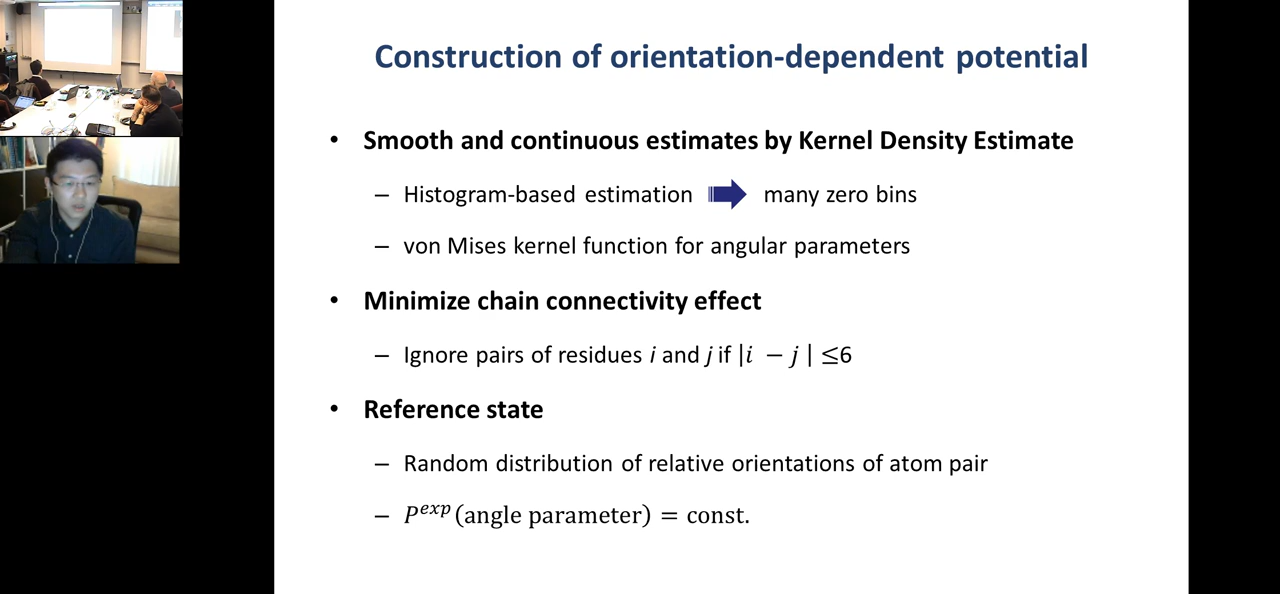 Construction of orientation-dependent potential
• Smooth and continuous estimates by Kernel Density Estimate
– Histogram-based estimation many zero bins
– von Mises kernel function for angular parameters
• Minimize chain connectivity effect
– Ignore pairs of residues i and j if |i − j | ≤6
• Reference state
– Random distribution of relative orientations of atom pair
– P^exp(angle parameter) = const.